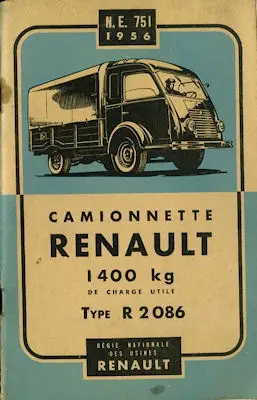 N.E. 751
1956
CAMIONNETTE
RENAULT
1400 kg
DE CHARGE UTILE
TYPE R 2086
RÉGIE NATIONALE
DES USINES
RENAULT